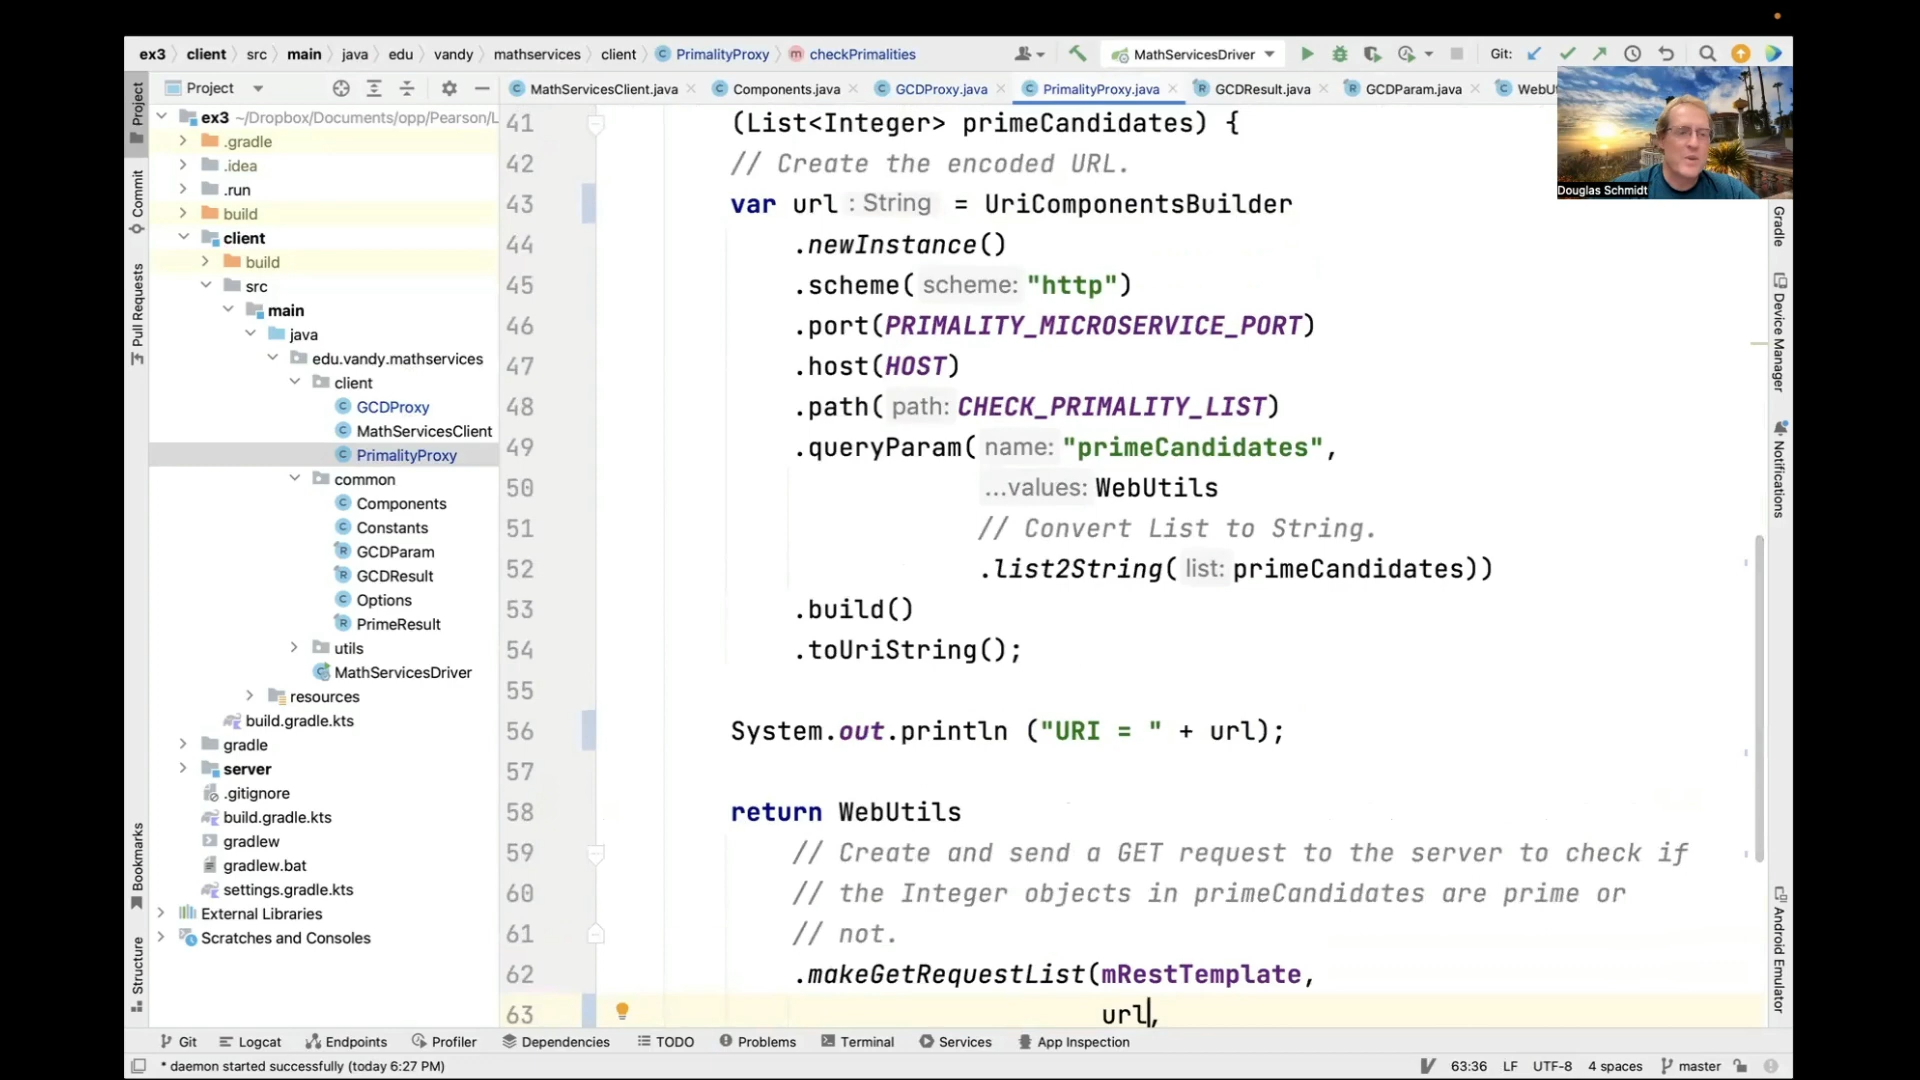 ex3 client src main java edu vandy mathservices client PrimalityProxy checkPrimalities MathServicesDriver Git:
Project MathServicesClient.java Components.java GCDProxy.java PrimalityProxy.java GCDResult.java GCDParam.java
Douglas Schmidt
Project
Commit
Pull Requests
Bookmarks
Structure
ex3 ~/Dropbox/Documents/opp/Pearson/L
.gradle
.idea
.run
build
client
build
src
main
java
edu.vandy.mathservices
client
GCDProxy
MathServicesClient
PrimalityProxy
common
Components
Constants
GCDParam
GCDResult
Options
PrimeResult
utils
MathServicesDriver
resources
build.gradle.kts
gradle
server
.gitignore
build.gradle.kts
gradlew
gradlew.bat
settings.gradle.kts
External Libraries
Scratches and Consoles
41 (List<Integer> primeCandidates) {
42 // Create the encoded URL.
43 var url : String = UriComponentsBuilder
44 .newInstance()
45 .scheme( scheme: "http")
46 .port(PRIMALITY_MICROSERVICE_PORT)
47 .host(HOST)
48 .path( path: CHECK_PRIMALITY_LIST)
49 .queryParam( name: "primeCandidates",
50 ...values: WebUtils
51 // Convert List to String.
52 .list2String( list: primeCandidates))
53 .build()
54 .toUriString();
55
56 System.out.println ("URI = " + url);
57
58 return WebUtils
59 // Create and send a GET request to the server to check if
60 // the Integer objects in primeCandidates are prime or
61 // not.
62 .makeGetRequestList(mRestTemplate,
63 url,
Gradle
Device Manager
Notifications
Android Emulator
Git Logcat Endpoints Profiler Dependencies TODO Problems Terminal Services App Inspection
* daemon started successfully (today 6:27 PM) 63:36 LF UTF-8 4 spaces master